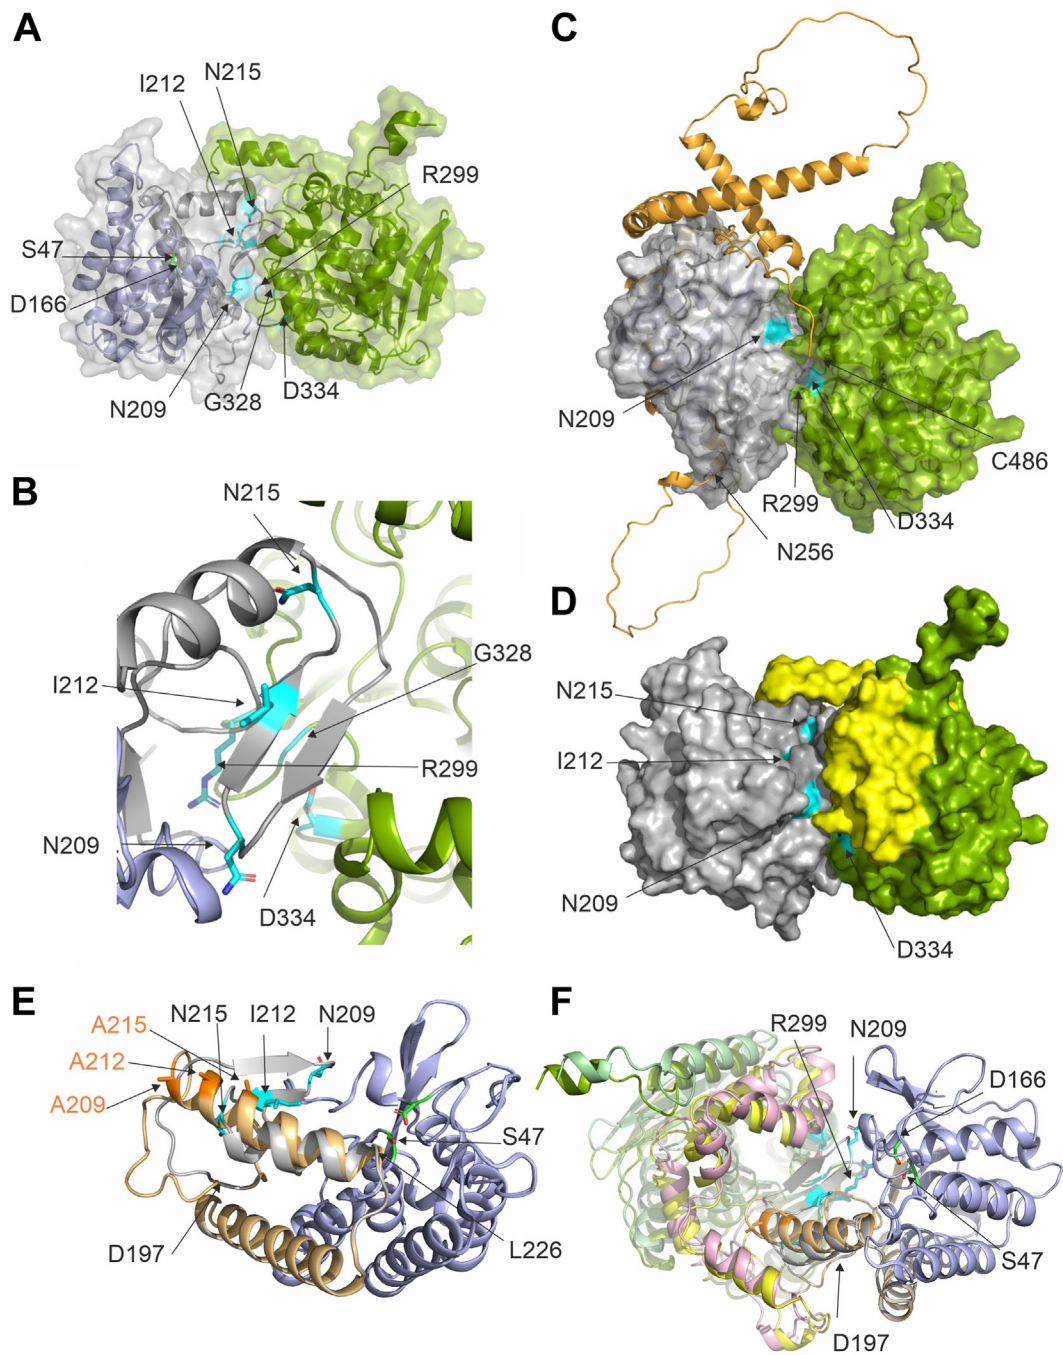 A
I212
N215
R299
S47
D166
N209
G328
D334
B
N215
G328
I212
R299
N209
D334
C
N209
C486
R299
D334
N256
D
N215
I212
N209
D334
E
A215
N215
I212
N209
A212
A209
S47
D197
L226
F
R299
N209
D166
S47
D197